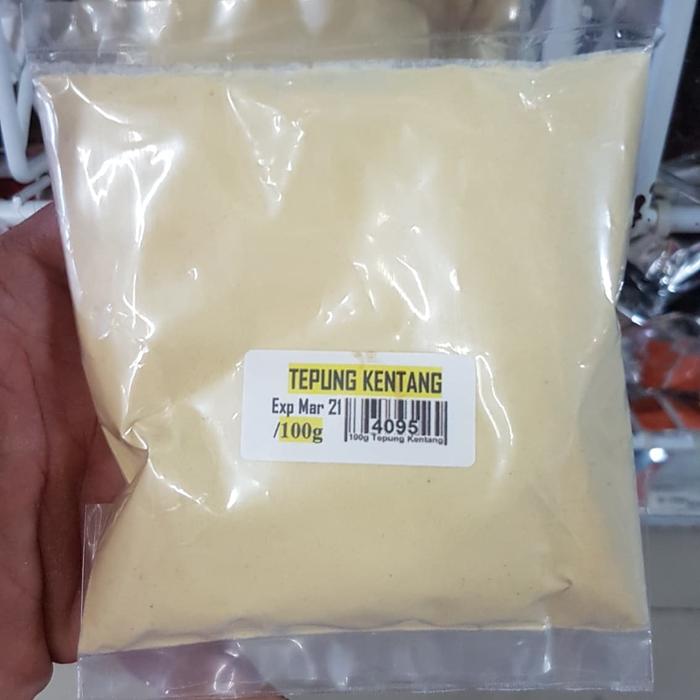 TEPUNG KENTANG
Exp Mar 21
/100g
4095
100g Tepung Kentang